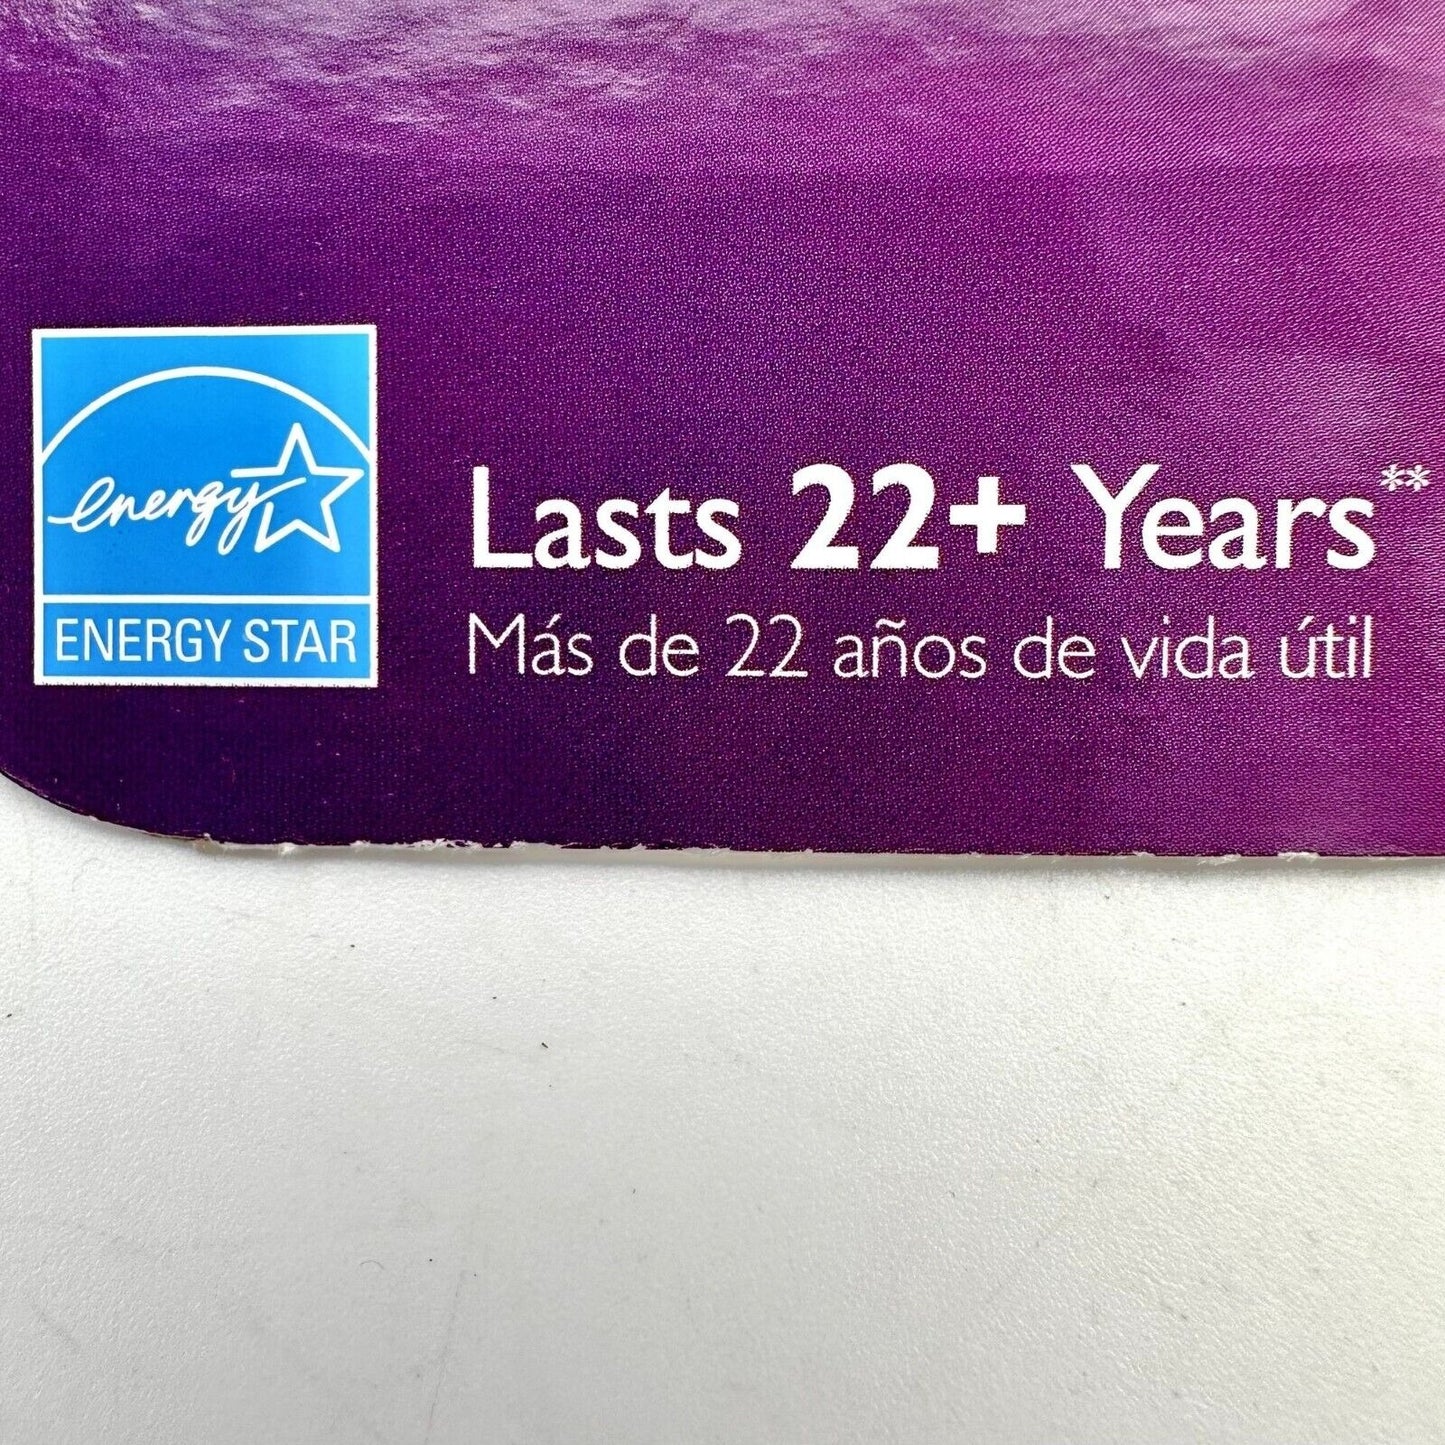 energy
ENERGY STAR
Lasts 22+ Years**
Más de 22 años de vida útil